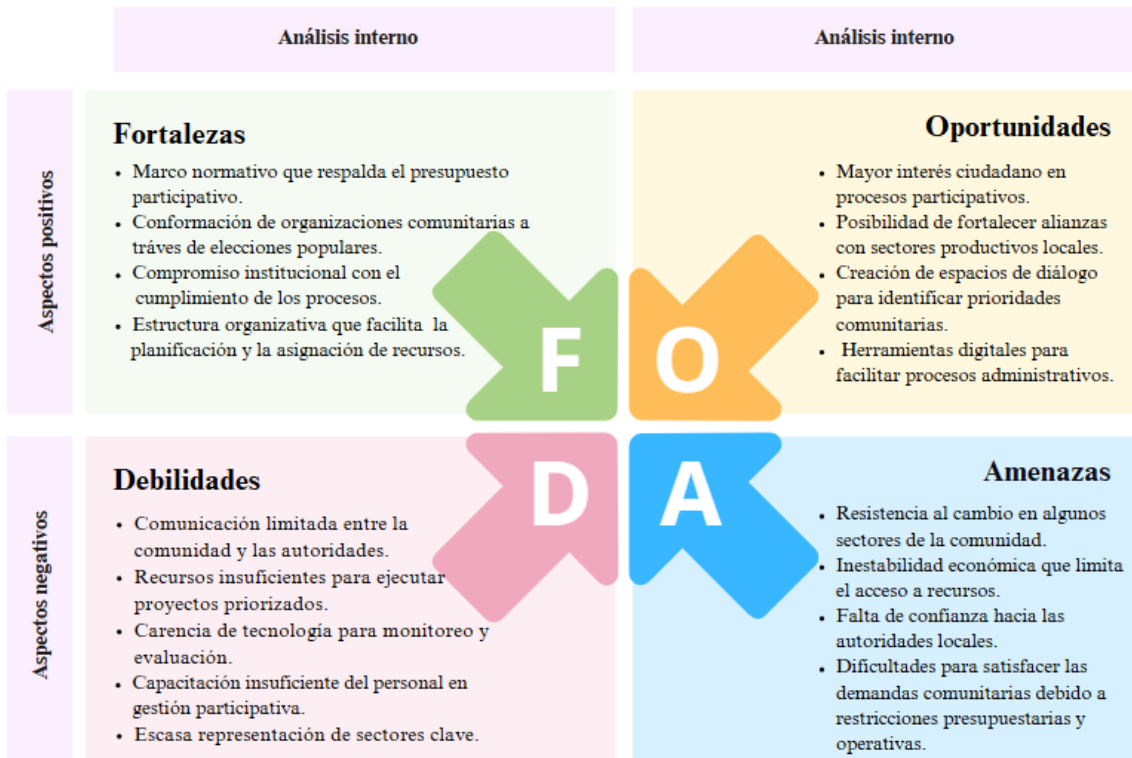 Análisis interno
Análisis interno
Aspectos positivos
Fortalezas
• Marco normativo que respalda el presupuesto
participativo.
• Conformación de organizaciones comunitarias a
tráves de elecciones populares.
• Compromiso institucional con el
cumplimiento de los procesos.
• Estructura organizativa que facilita la
planificación y la asignación de recursos.
Oportunidades
• Mayor interés ciudadano en
procesos participativos.
• Posibilidad de fortalecer alianzas
con sectores productivos locales.
• Creación de espacios de diálogo
para identificar prioridades
comunitarias.
• Herramientas digitales para
facilitar procesos administrativos.
F
O
D
A
Aspectos negativos
Debilidades
• Comunicación limitada entre la
comunidad y las autoridades.
• Recursos insuficientes para ejecutar
proyectos priorizados.
• Carencia de tecnología para monitoreo y
evaluación.
• Capacitación insuficiente del personal en
gestión participativa.
• Escasa representación de sectores clave.
Amenazas
• Resistencia al cambio en algunos
sectores de la comunidad.
• Inestabilidad económica que limita
el acceso a recursos.
• Falta de confianza hacia las
autoridades locales.
• Dificultades para satisfacer las
demandas comunitarias debido a
restricciones presupuestarias y
operativas.